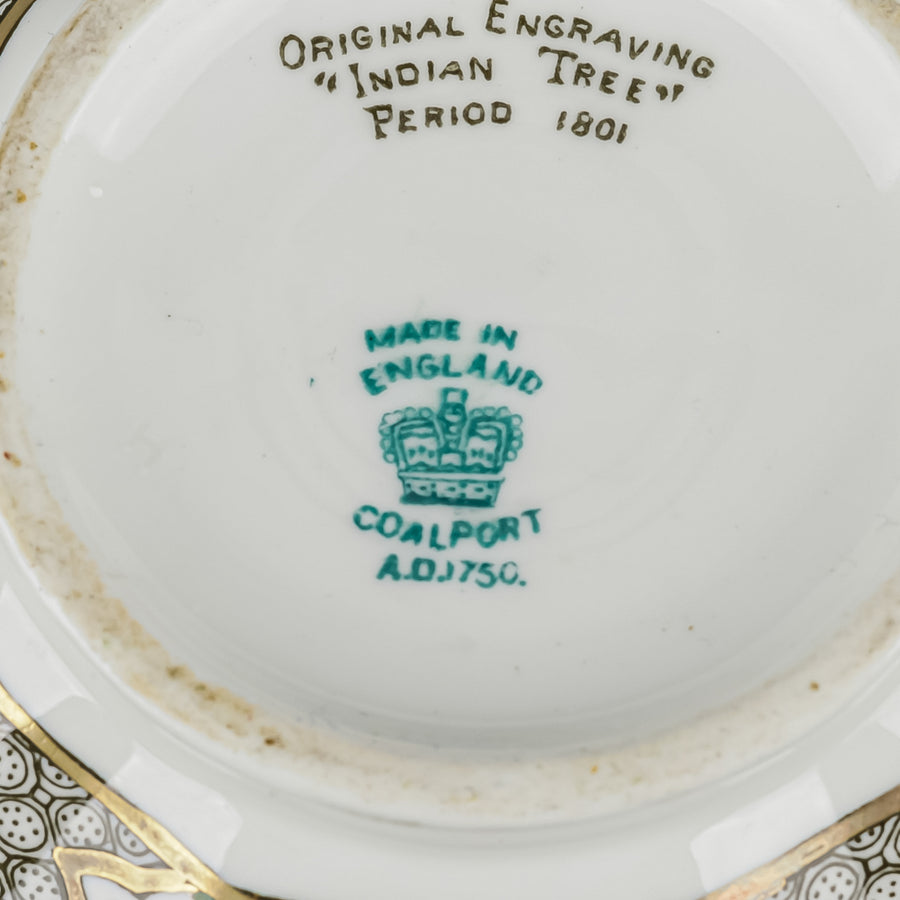 ORIGINAL ENGRAVING
"INDIAN TREE"
PERIOD 1801
MADE IN
ENGLAND
COALPORT
A.D.1750.